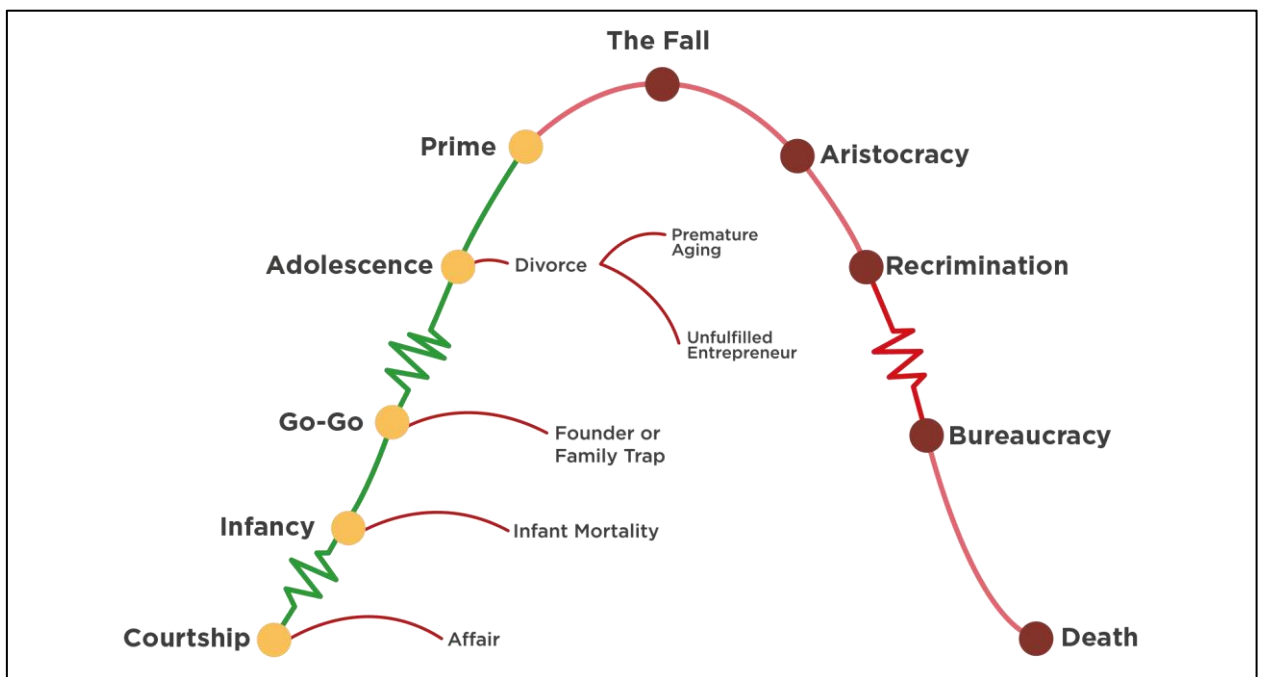 The Fall
Prime
Aristocracy
Premature
Aging
Adolescence
Divorce
Recrimination
Unfulfilled
Entrepreneur
Go-Go
Founder or
Family Trap
Bureaucracy
Infancy
Infant Mortality
Courtship
Affair
Death